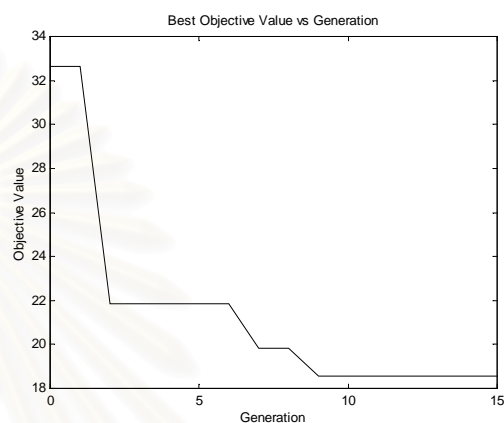 Best Objective Value vs Generation
34
32
30
28
26
24
22
20
18
Objective Value
0 5 10 15
Generation